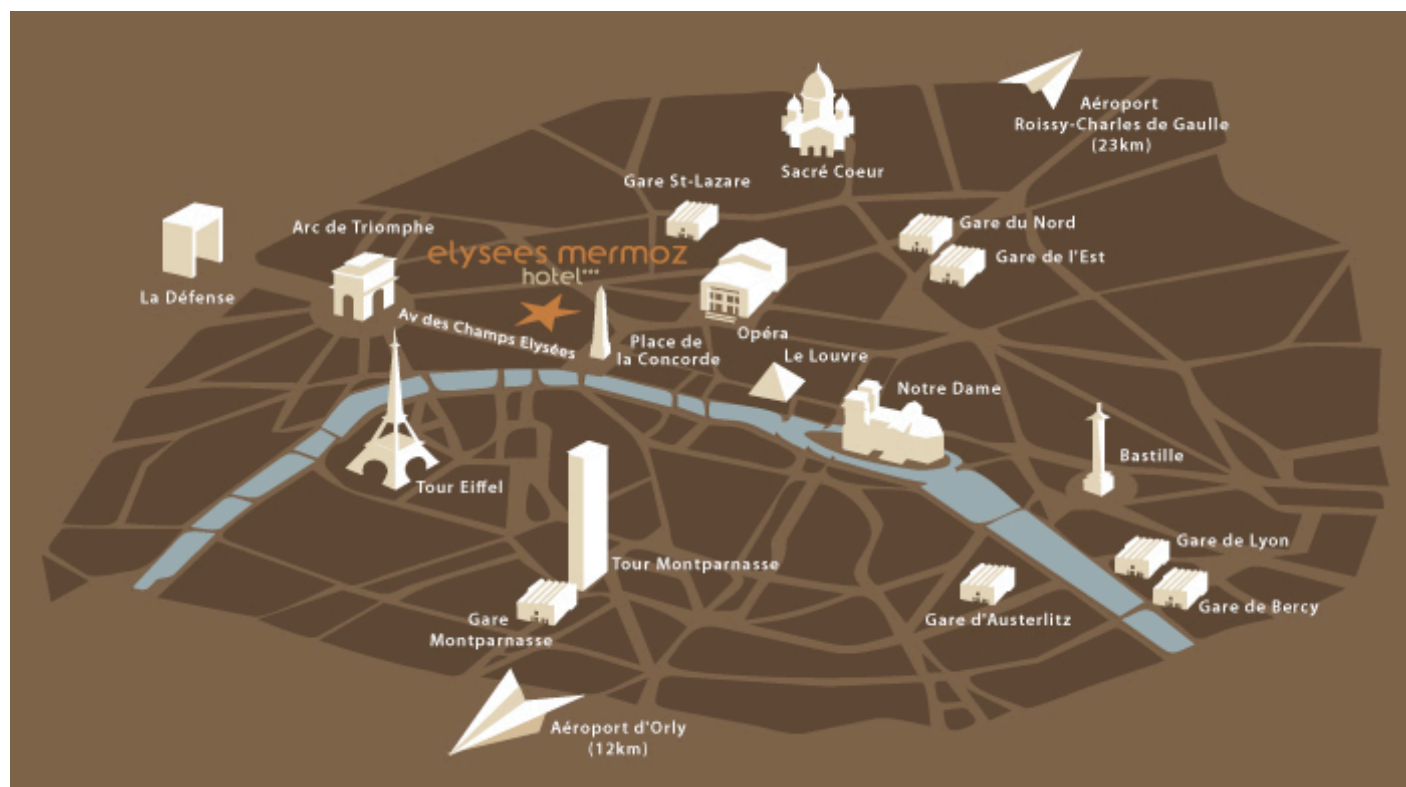 Aéroport
Roissy-Charles de Gaulle
(23km)
Sacré Coeur
Gare St-Lazare
Gare du Nord
Gare de l'Est
Arc de Triomphe
elysees mermoz
hotel***
La Défense
Av des Champs Elysées
Place de
la Concorde
Opéra
Le Louvre
Notre Dame
Bastille
Tour Eiffel
Tour Montparnasse
Gare de Lyon
Gare de Bercy
Gare d'Austerlitz
Gare
Montparnasse
Aéroport d'Orly
(12km)